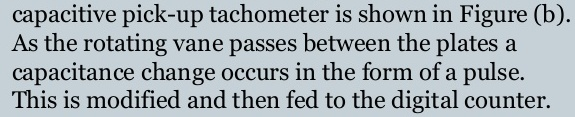 capacitive pick-up tachometer is shown in Figure (b).
As the rotating vane passes between the plates a
capacitance change occurs in the form of a pulse.
This is modified and then fed to the digital counter.